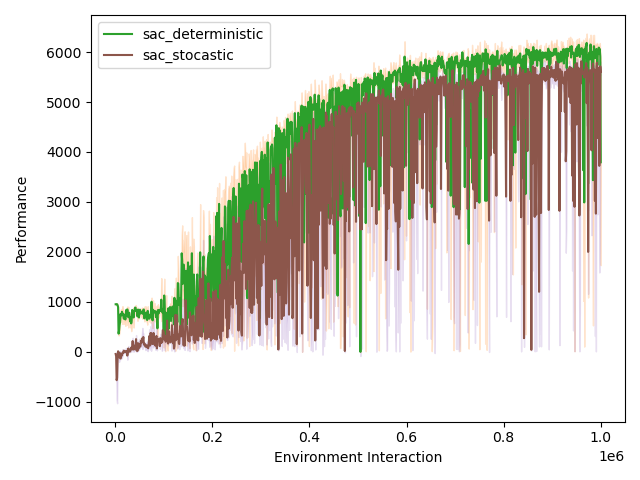 sac_deterministic
sac_stocastic
6000
5000
4000
3000
2000
1000
0
−1000
Performance
0.0 0.2 0.4 0.6 0.8 1.0
1e6
Environment Interaction